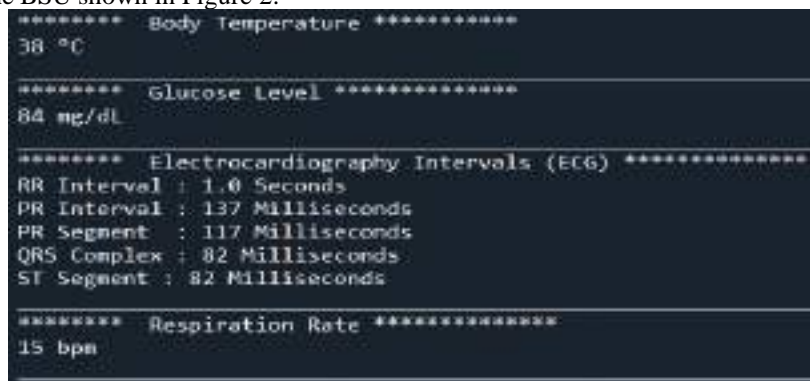 BSU shown in Figure 2.
******** Body Temperature ***********
38 °C
******** Glucose Level **************
84 mg/dL
******** Electrocardiography Intervals (ECG) **************
RR Interval : 1.0 Seconds
PR Interval : 137 Milliseconds
PR Segment : 117 Milliseconds
QRS Complex : 82 Milliseconds
ST Segment : 82 Milliseconds
******** Respiration Rate **************
15 bpm